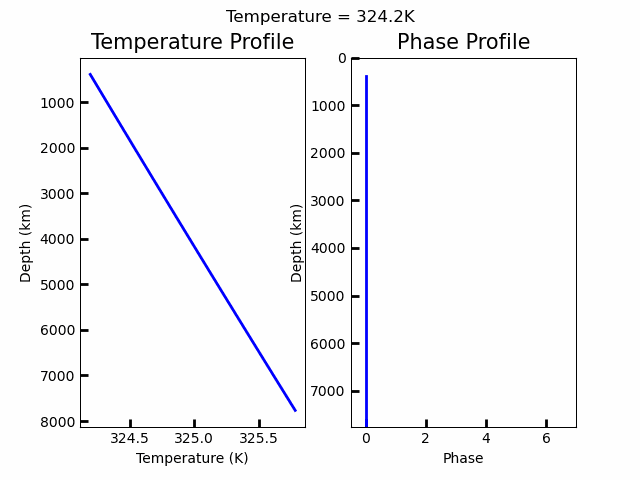 Temperature = 324.2K
Temperature Profile
Phase Profile
Depth (km)
1000
2000
3000
4000
5000
6000
7000
8000
324.5 325.0 325.5
Temperature (K)
Depth (km)
0
1000
2000
3000
4000
5000
6000
7000
0 2 4 6
Phase